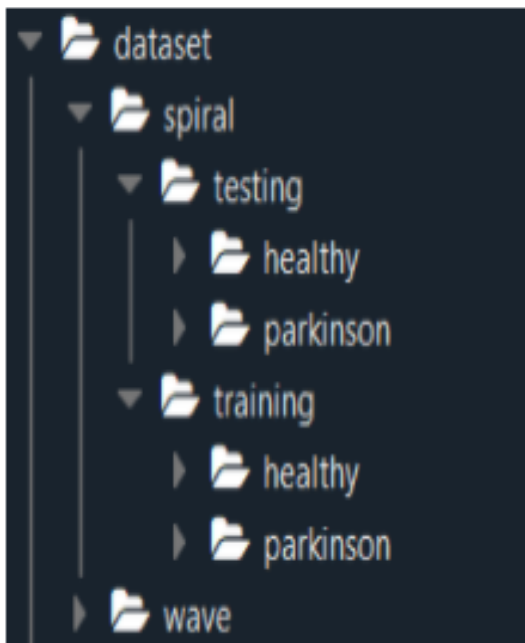 dataset
spiral
testing
healthy
parkinson
training
healthy
parkinson
wave